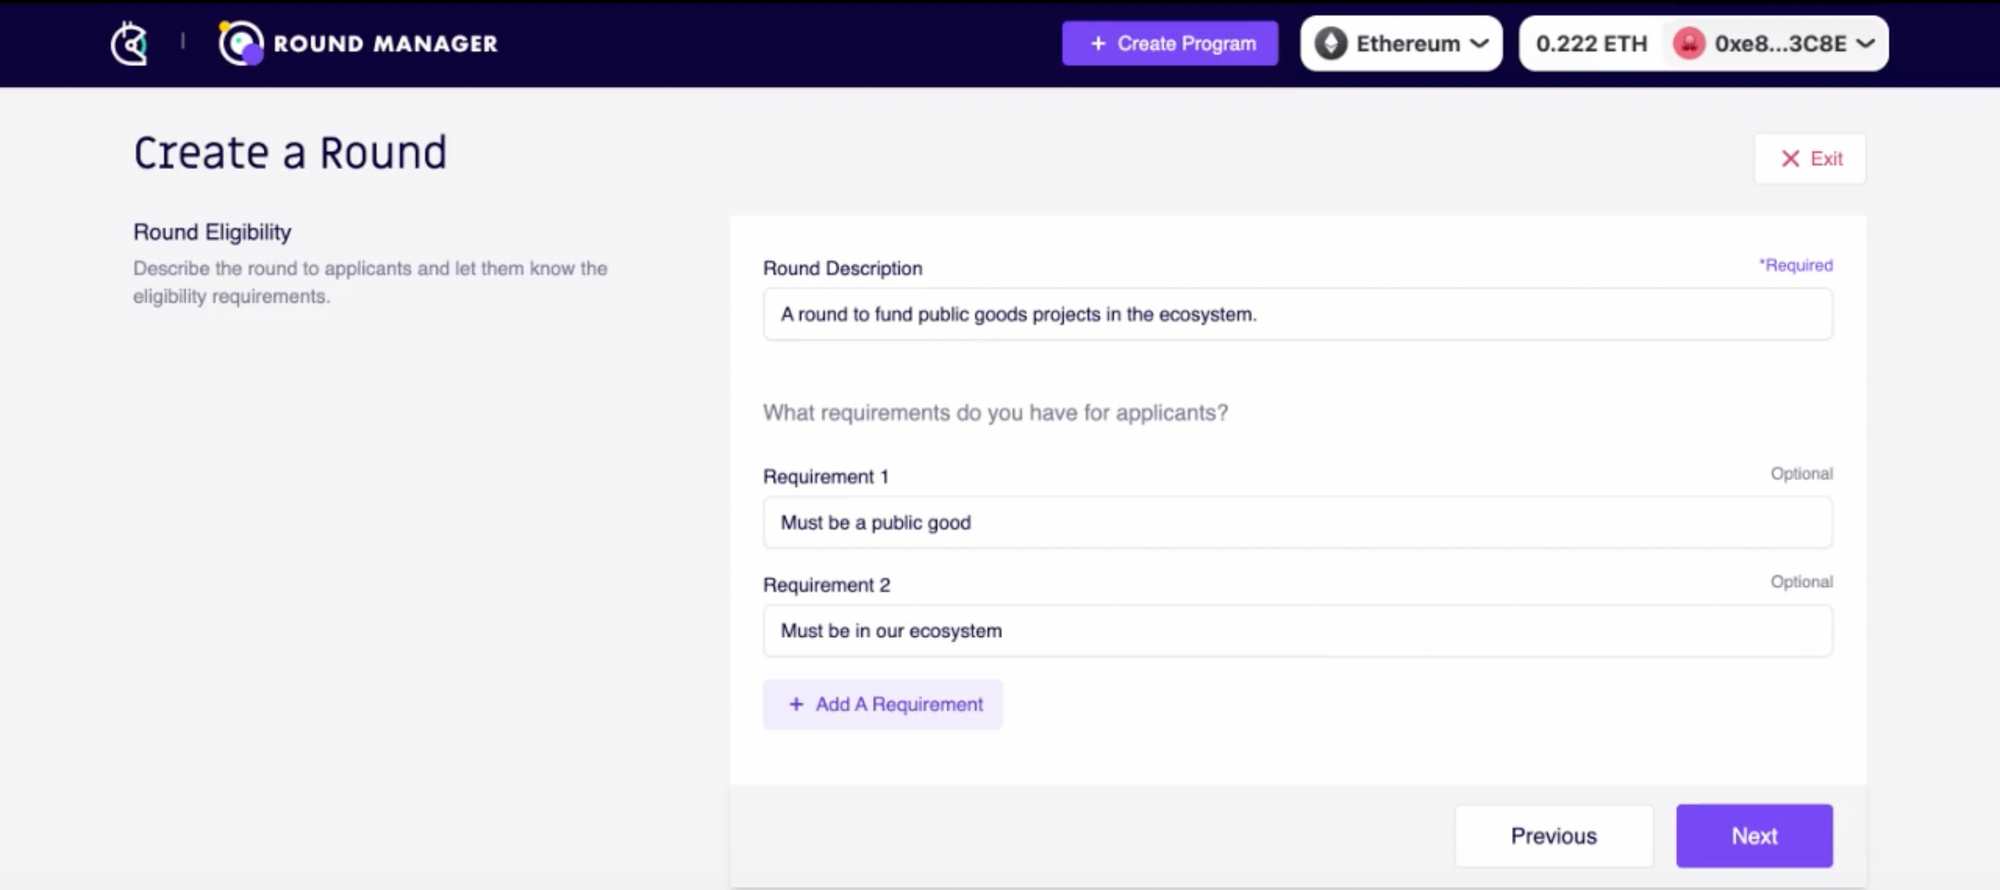 ROUND MANAGER
+ Create Program
Ethereum
0.222 ETH
0xe8...3C8E
Create a Round
Exit
Round Eligibility
Describe the round to applicants and let them know the
eligibility requirements.
Round Description
*Required
A round to fund public goods projects in the ecosystem.
What requirements do you have for applicants?
Requirement 1
Optional
Must be a public good
Requirement 2
Optional
Must be in our ecosystem
+ Add A Requirement
Previous
Next